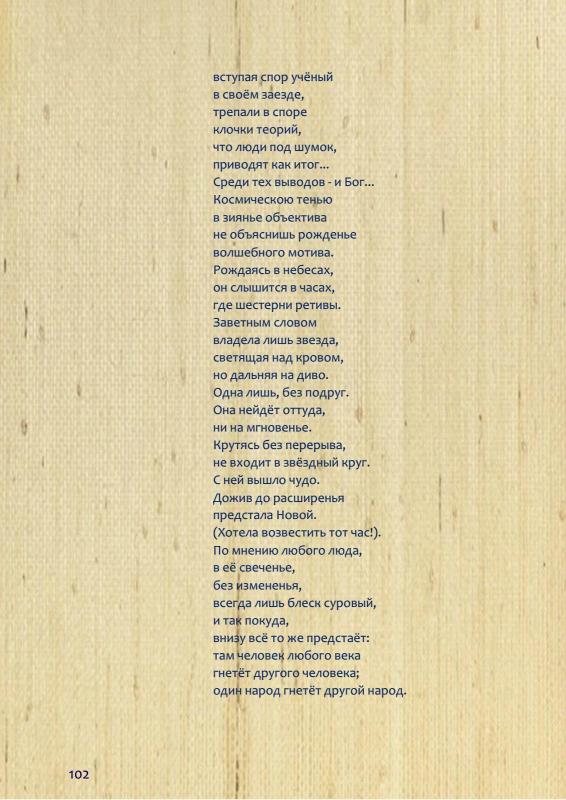 вступая спор учёный
в своём заезде,
трепали в споре
клочки теорий,
что люди под шумок,
приводят как итог...
Среди тех выводов - и Бог...
Космическою тенью
в зиянье объектива
не объяснишь рожденье
волшебного мотива.
Рождаясь в небесах,
он слышится в часах,
где шестерни ретивы.
Заветным словом
владела лишь звезда,
светящая над кровом,
но дальняя на диво.
Одна лишь, без подруг.
Она нейдёт оттуда,
ни на мгновенье.
Крутясь без перерыва,
не входит в звёздный круг.
С ней вышло чудо.
Дожив до расширенья
предстала Новой.
(Хотела возвестить тот час!).
По мнению любого люда,
в её свеченье,
без измененья,
всегда лишь блеск суровый,
и так покуда,
внизу всё то же предстаёт:
там человек любого века
гнетёт другого человека;
один народ гнетёт другой народ.
102